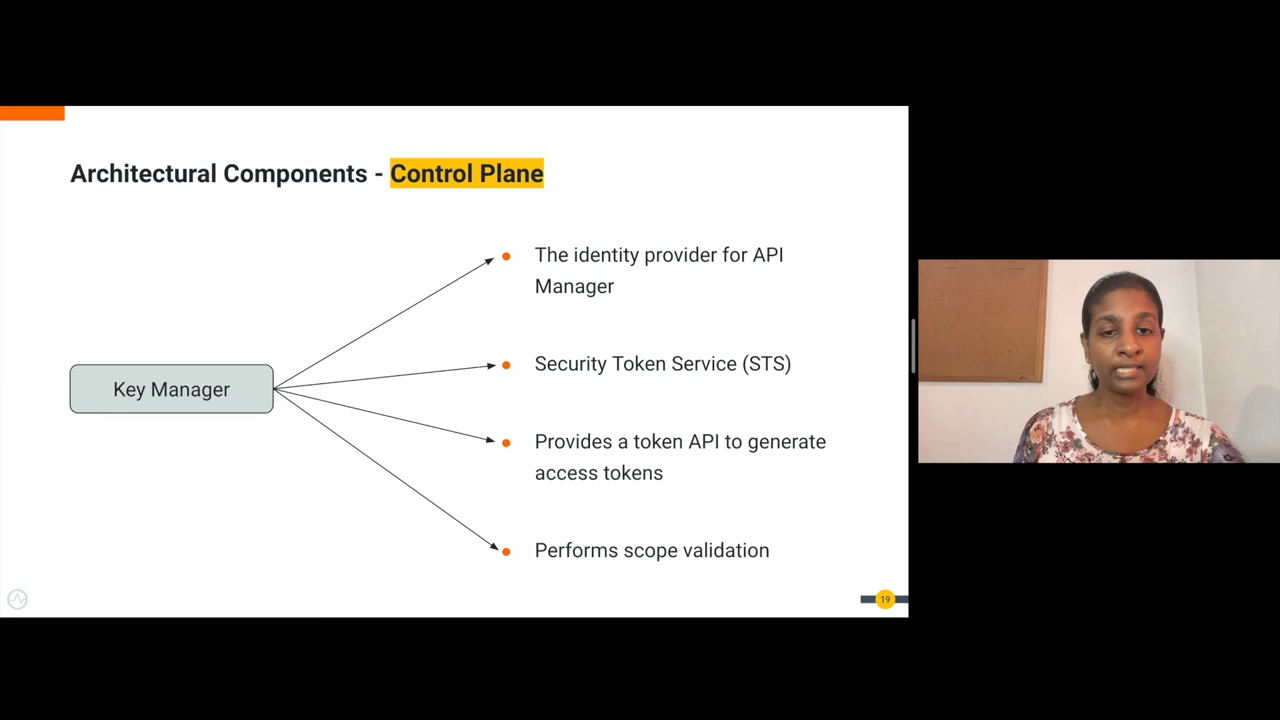 Architectural Components - Control Plane
The identity provider for API
Manager
Security Token Service (STS)
Key Manager
Provides a token API to generate
access tokens
Performs scope validation
19